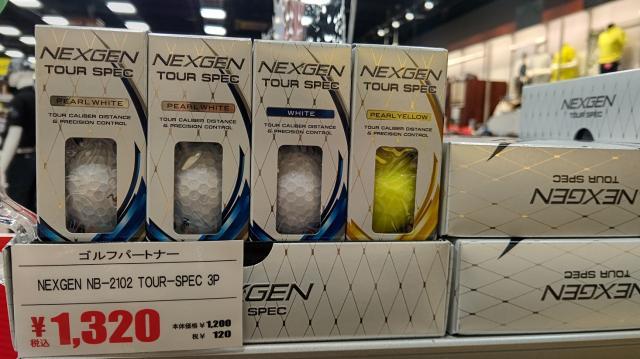 NEXGEN
TOUR SPEC
PEARL WHITE
TOUR CALIBER DISTANCE
& PRECISION CONTROL
NEXGEN
TOUR SPEC
PEARL WHITE
TOUR CALIBER DISTANCE
& PRECISION CONTROL
NEXGEN
TOUR SPEC
WHITE
TOUR CALIBER DISTANCE
& PRECISION CONTROL
NEXGEN
TOUR SPEC
PEARL YELLOW
TOUR CALIBER DISTANCE
& PRECISION CONTROL
NEXGEN
TOUR SPEC
NEXGEN
TOUR SPEC
NEXGEN
TOUR SPEC
GEN
SPEC
ゴルフパートナー
NEXGEN NB-2102 TOUR-SPEC 3P
¥1,320
税込
本体価格 ¥1,200
税¥ 120